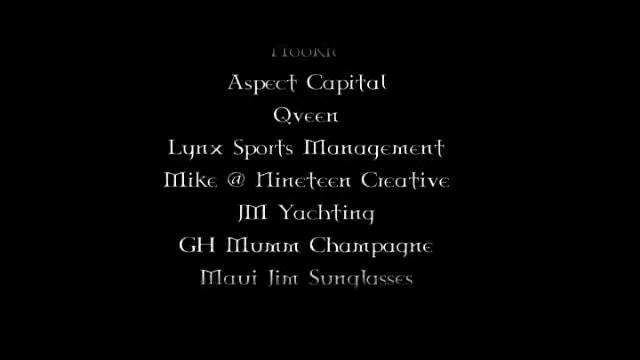 Aspect Capital
Qveen
Lynx Sports Management
Mike @ Nineteen Creative
JM Yachting
GH Mumm Champagne
Maui Jim Sunglasses